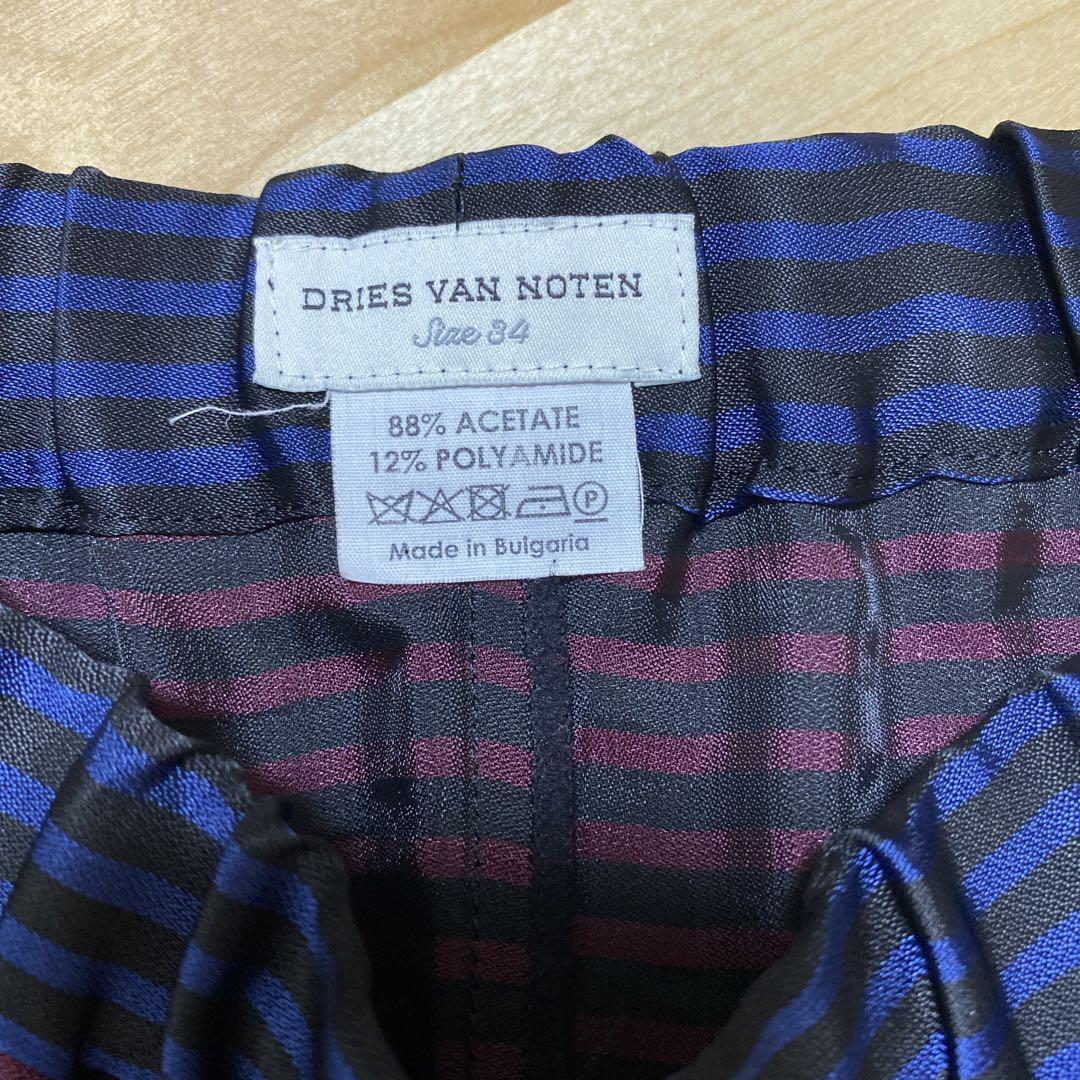 DRIES VAN NOTEN
Size 34
88% ACETATE
12% POLYAMIDE
P
Made in Bulgaria